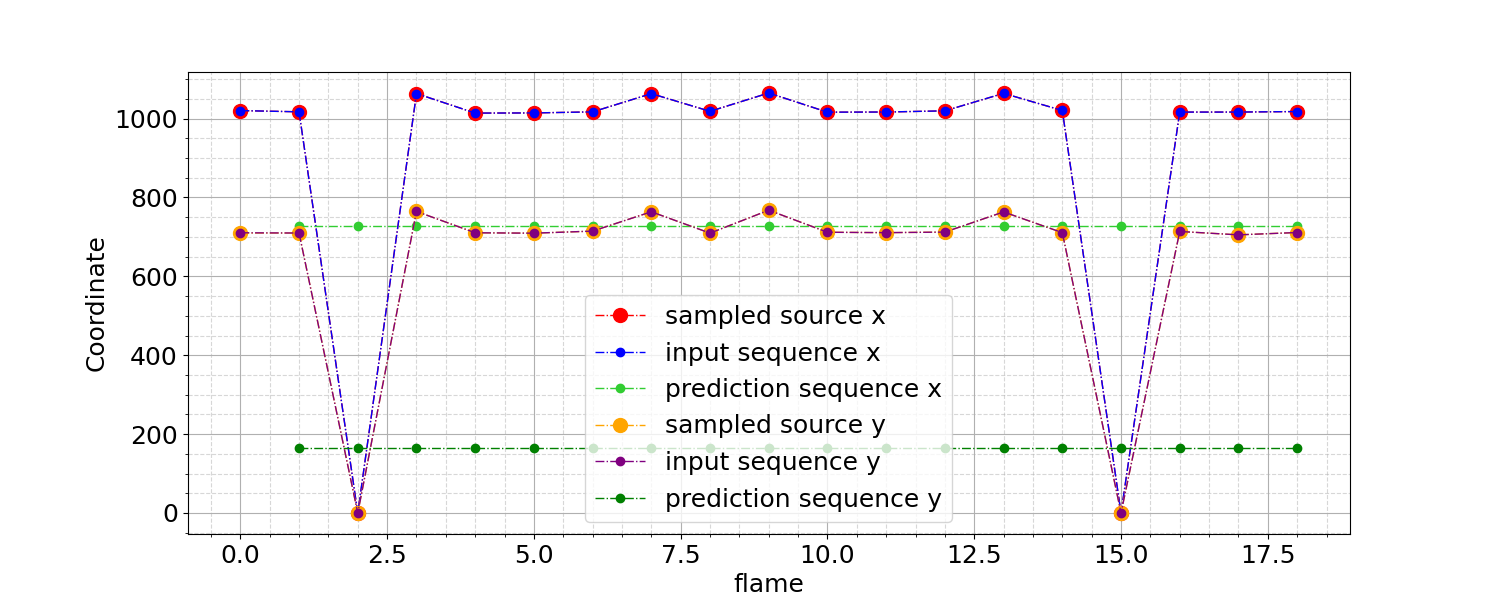 Coordinate
1000
800
600
400
200
0
sampled source x
input sequence x
prediction sequence x
sampled source y
input sequence y
prediction sequence y
0.0 2.5 5.0 7.5 10.0 12.5 15.0 17.5
flame